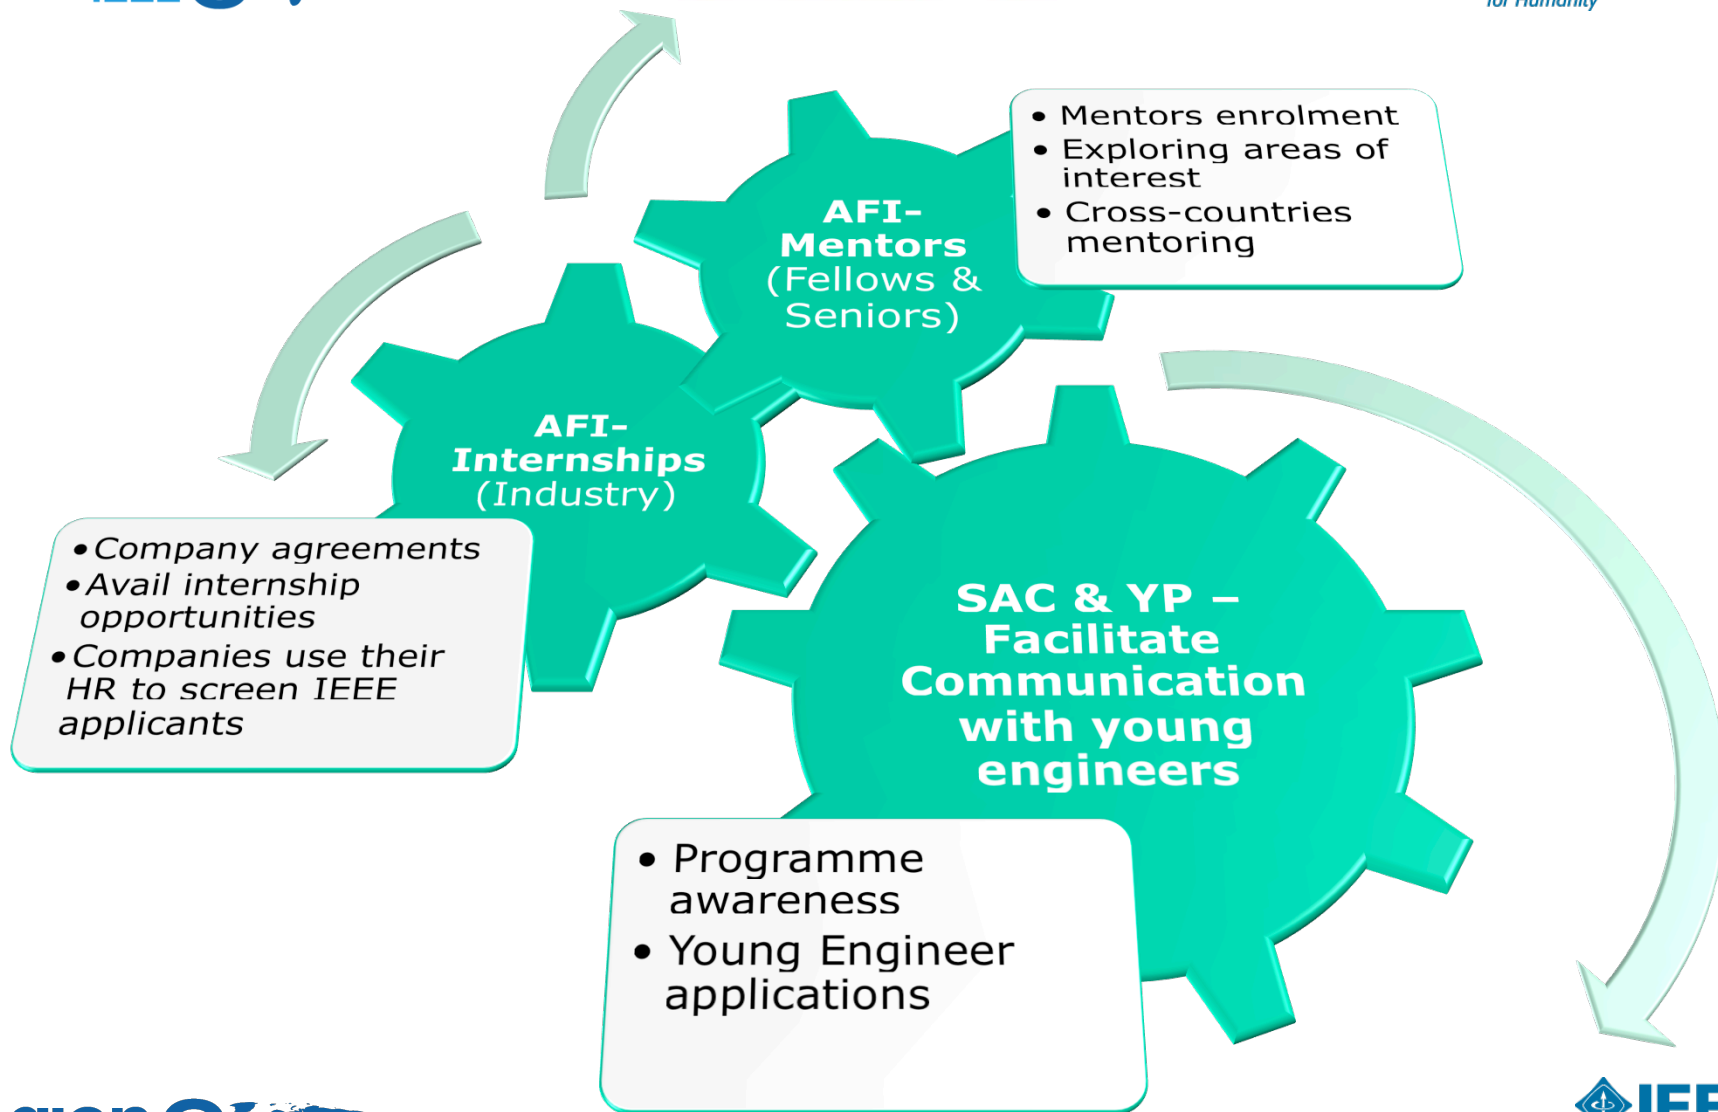 for Humanity
• Mentors enrolment
• Exploring areas of
interest
• Cross-countries
mentoring
AFI-
Mentors
(Fellows &
Seniors)
AFI-
Internships
(Industry)
• Company agreements
• Avail internship
opportunities
• Companies use their
HR to screen IEEE
applicants
SAC & YP –
Facilitate
Communication
with young
engineers
• Programme
awareness
• Young Engineer
applications